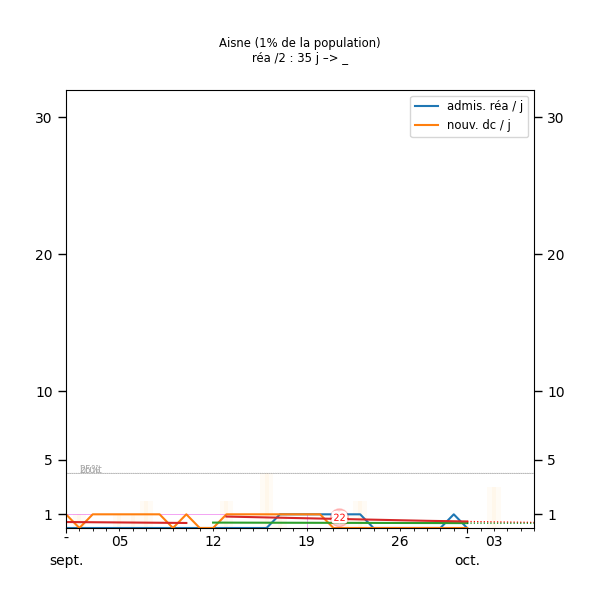 Aisne (1% de la population)
réa /2 : 35 j –> _
admis. réa / j
nouv. dc / j
30 30
20 20
10 10
5 5
25%
1 1
22
- 05 12 19 26 - 03
sept. oct.